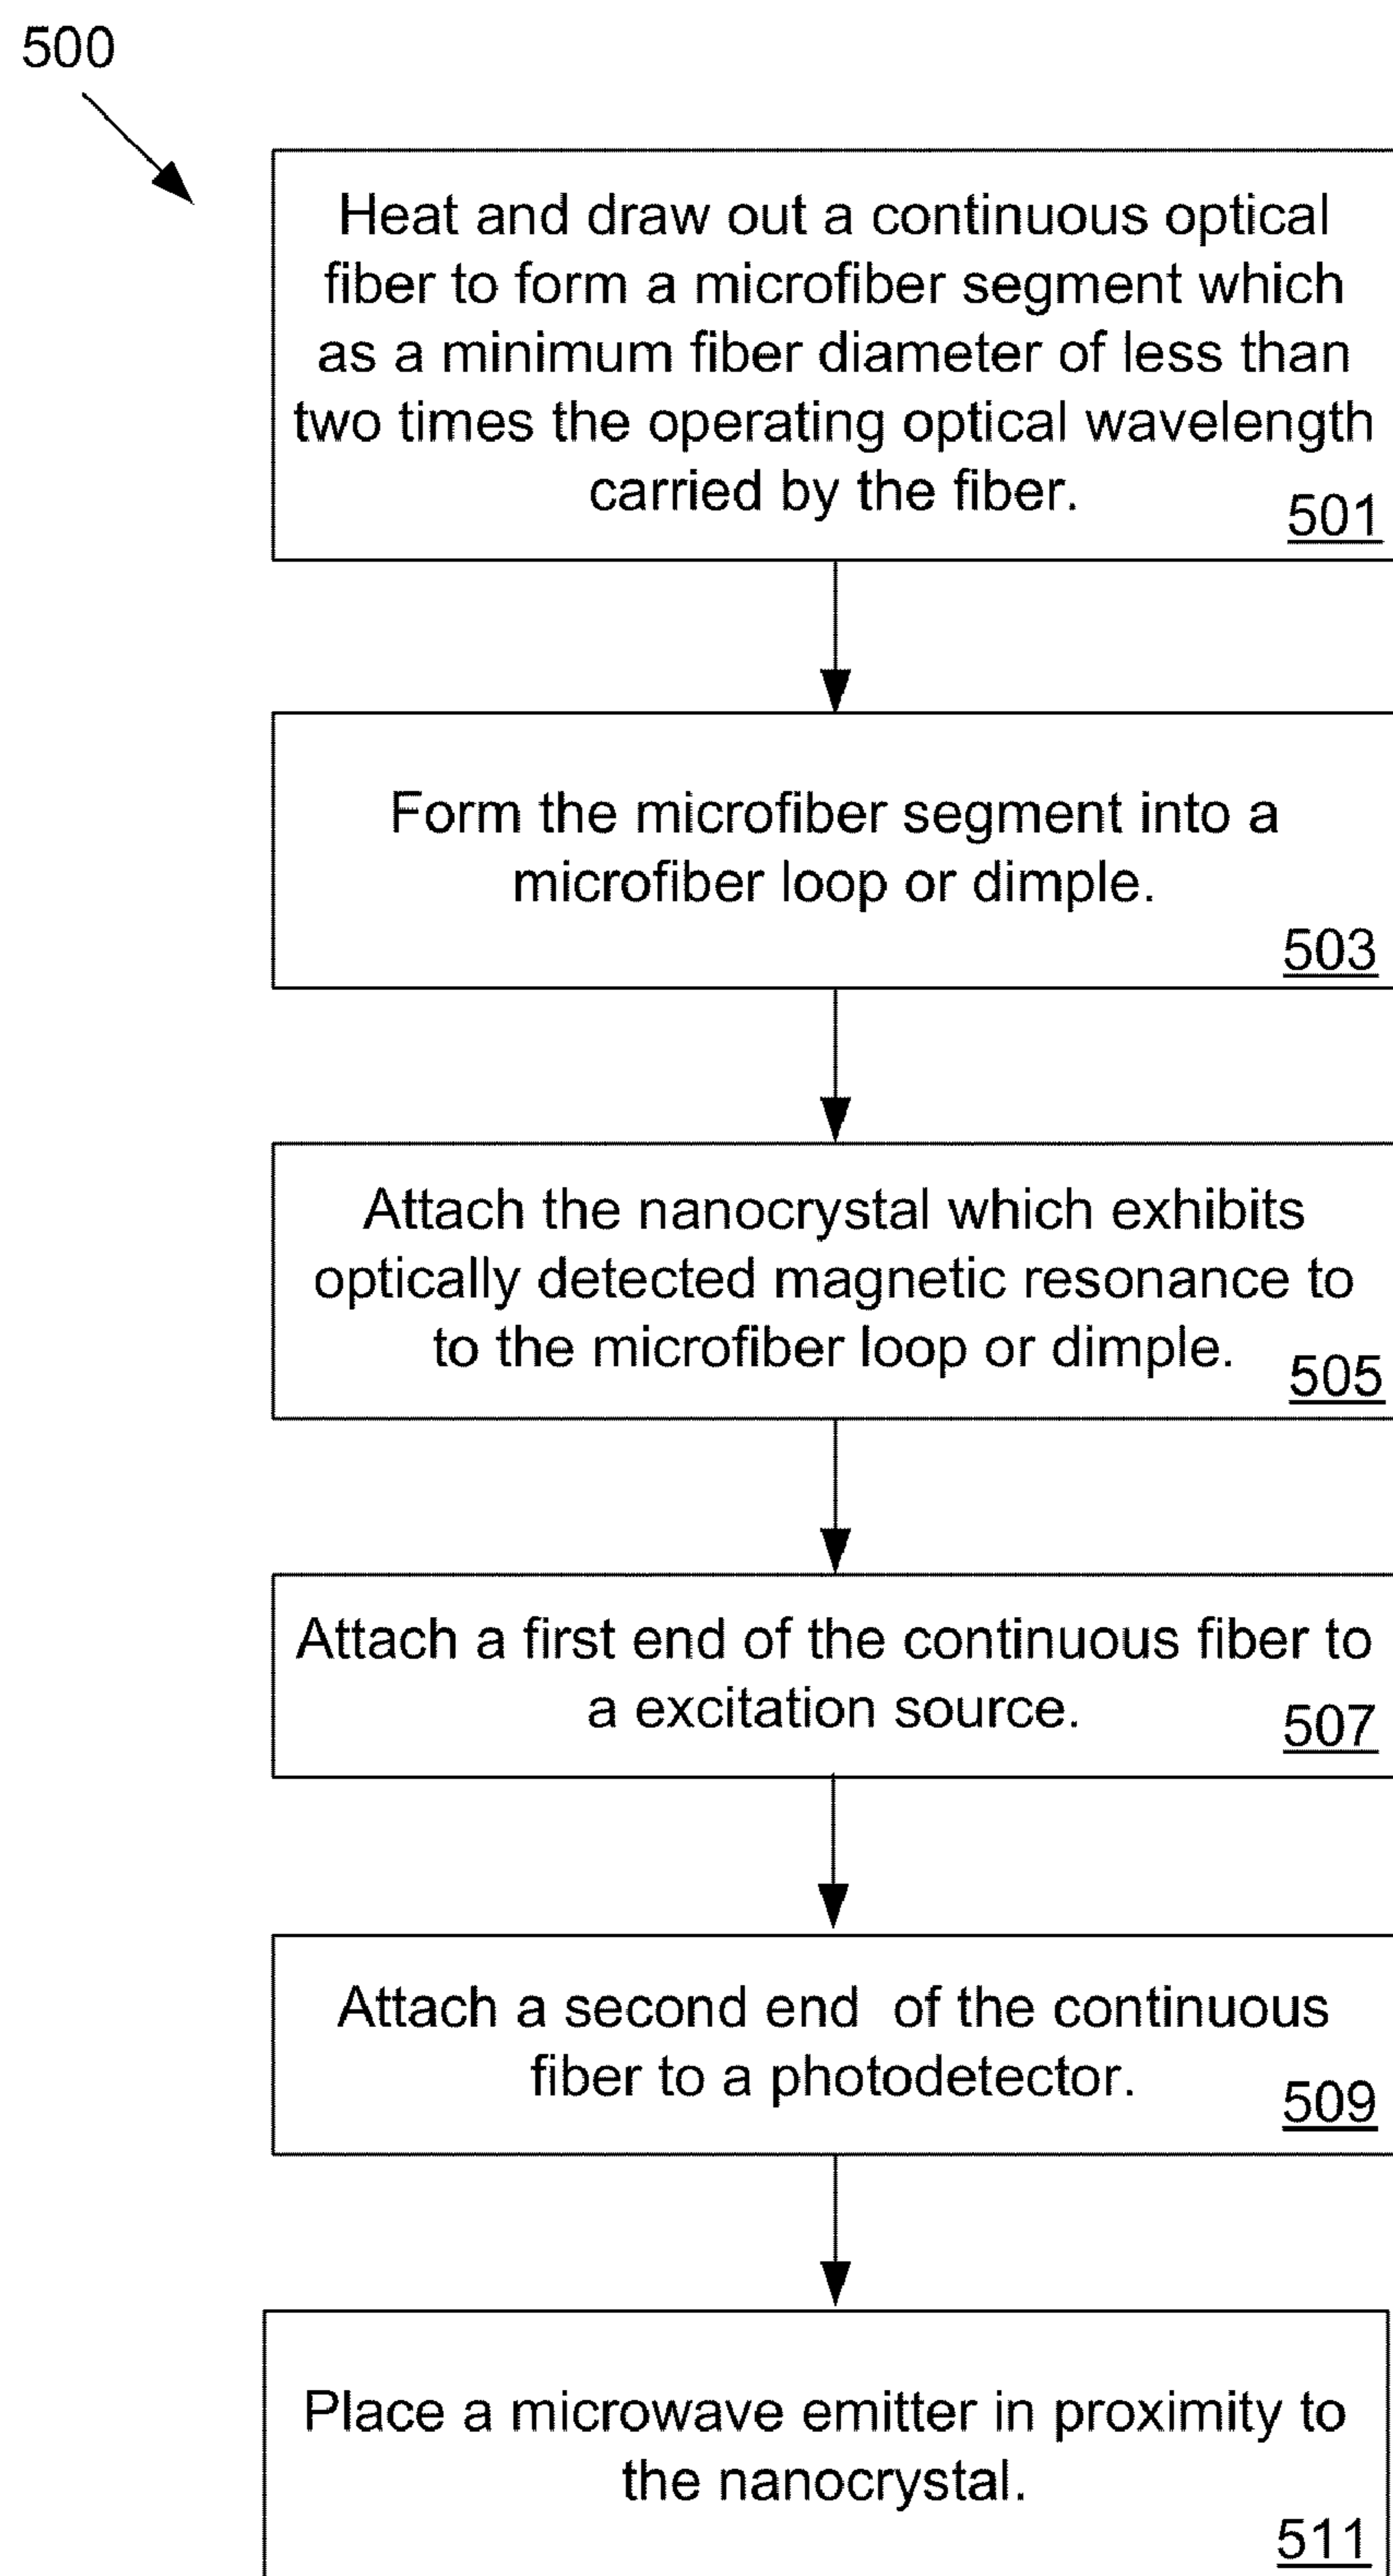 500
Heat and draw out a continuous optical
fiber to form a microfiber segment which
as a minimum fiber diameter of less than
two times the operating optical wavelength
carried by the fiber.
501
Form the microfiber segment into a
microfiber loop or dimple.
503
Attach the nanocrystal which exhibits
optically detected magnetic resonance to
to the microfiber loop or dimple.
505
Attach a first end of the continuous fiber to
a excitation source.
507
Attach a second end of the continuous
fiber to a photodetector.
509
Place a microwave emitter in proximity to
the nanocrystal.
511